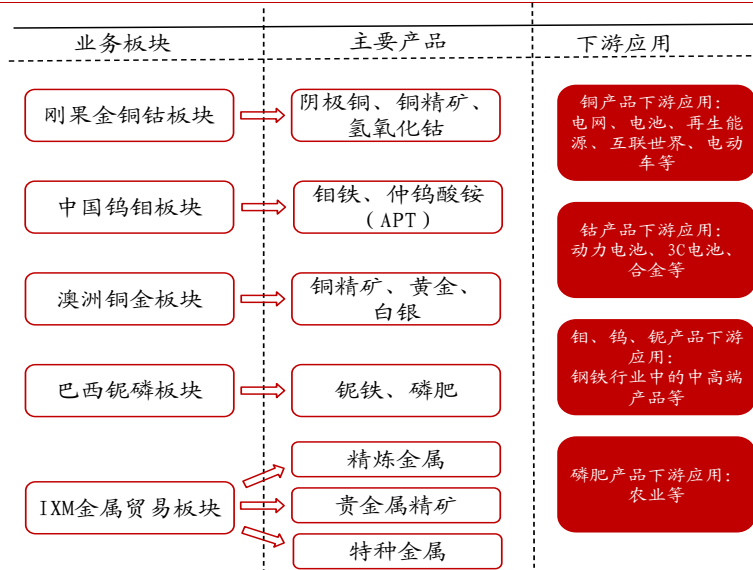 业务板块
主要产品
下游应用
刚果金铜钴板块
阴极铜、铜精矿、
氢氧化钴
铜产品下游应用：
电网、电池、再生能
源、互联世界、电动
车等
中国钨钼板块
钼铁、仲钨酸铵
（APT）
钴产品下游应用：
动力电池、3C电池、
合金等
澳洲铜金板块
铜精矿、黄金、
白银
钼、钨、铌产品下游
应用：
钢铁行业中的中高端
产品等
巴西铌磷板块
铌铁、磷肥
磷肥产品下游应用：
农业等
IXM金属贸易板块
精炼金属
贵金属精矿
特种金属